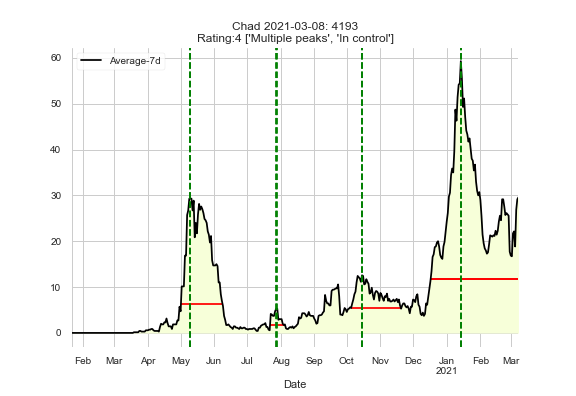 Chad 2021-03-08: 4193
Rating:4 ['Multiple peaks', 'In control']
Average-7d
60
50
40
30
20
10
0
Feb Mar Apr May Jun Jul Aug Sep Oct Nov Dec Jan Feb Mar
2021
Date